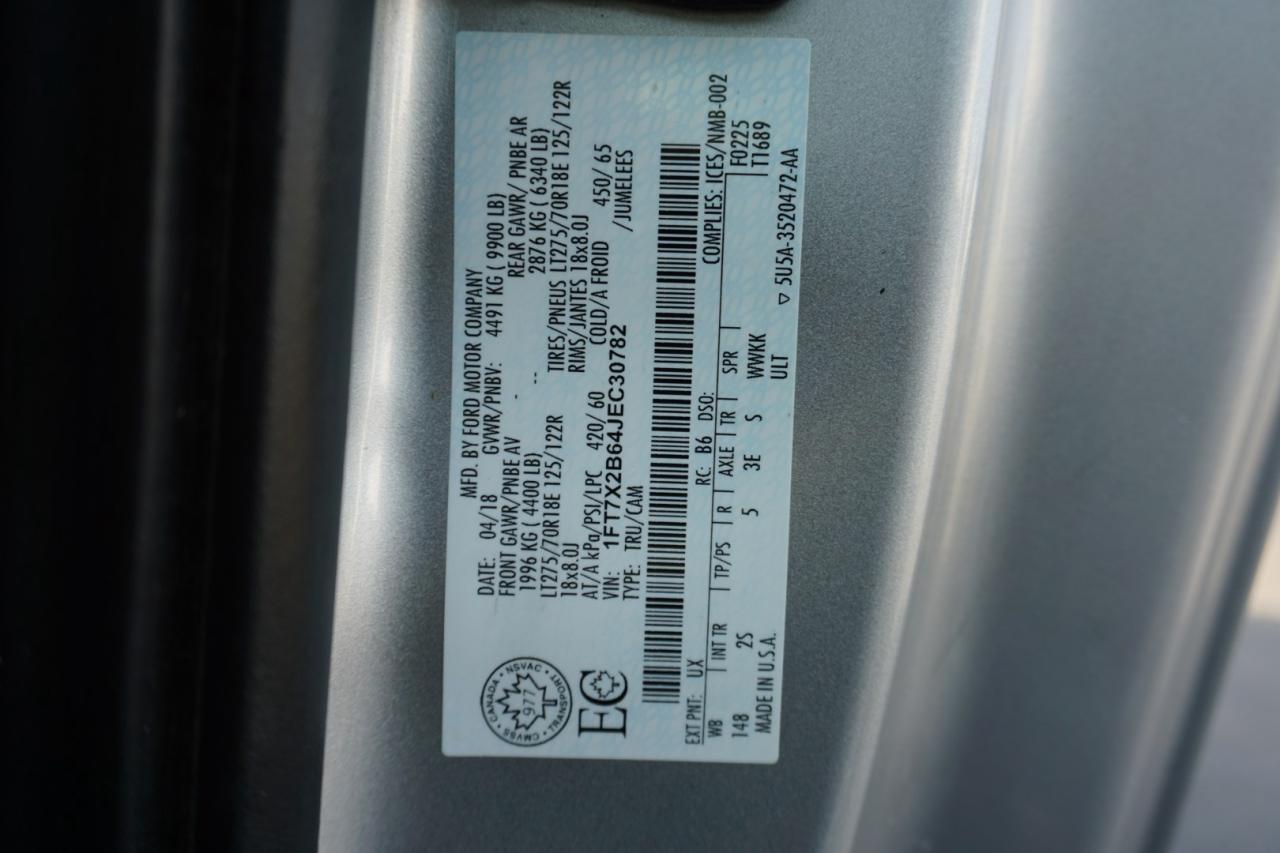 MFD. BY FORD MOTOR COMPANY
DATE: 04/18 GVWR/PNBV: 4491 KG ( 9900 LB)
FRONT GAWR/PNBE AV - REAR GAWR/ PNBE AR
1996 KG ( 4400 LB) -- 2876 KG ( 6340 LB)
LT275/70R18E 125/122R TIRES/PNEUS LT275/70R18E 125/122R
18x8.0J RIMS/JANTES 18x8.0J
AT/A kPa/PSI/LPC 420/ 60 COLD/A FROID 450/ 65
VIN: 1FT7X2B64JEC30782 /JUMELEES
TYPE: TRU/CAM
CANADA • NSVAC • TRANSPORT • CMVSS •
977
EC
EXT PNT: UX RC: B6 DSO: COMPLIES: ICES/NMB-002
WB INT TR TP/PS R AXLE TR SPR F0225
148 2S 5 3E S WWKK T1689
MADE IN U.S.A. ULT
▽ 5U5A-3520472-AA